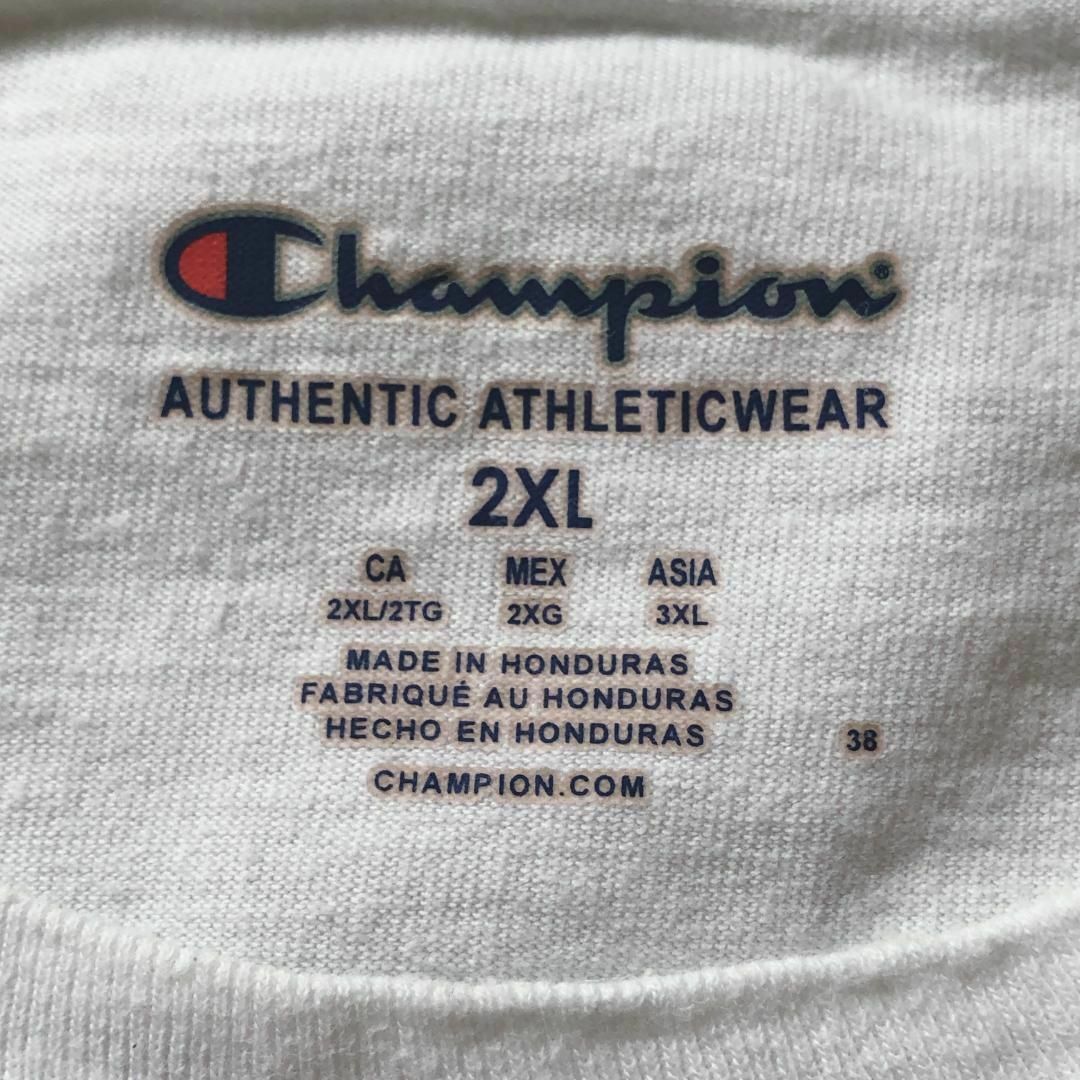 Champion®
AUTHENTIC ATHLETICWEAR
2XL
CA MEX ASIA
2XL/2TG 2XG 3XL
MADE IN HONDURAS
FABRIQUÉ AU HONDURAS
HECHO EN HONDURAS 38
CHAMPION.COM